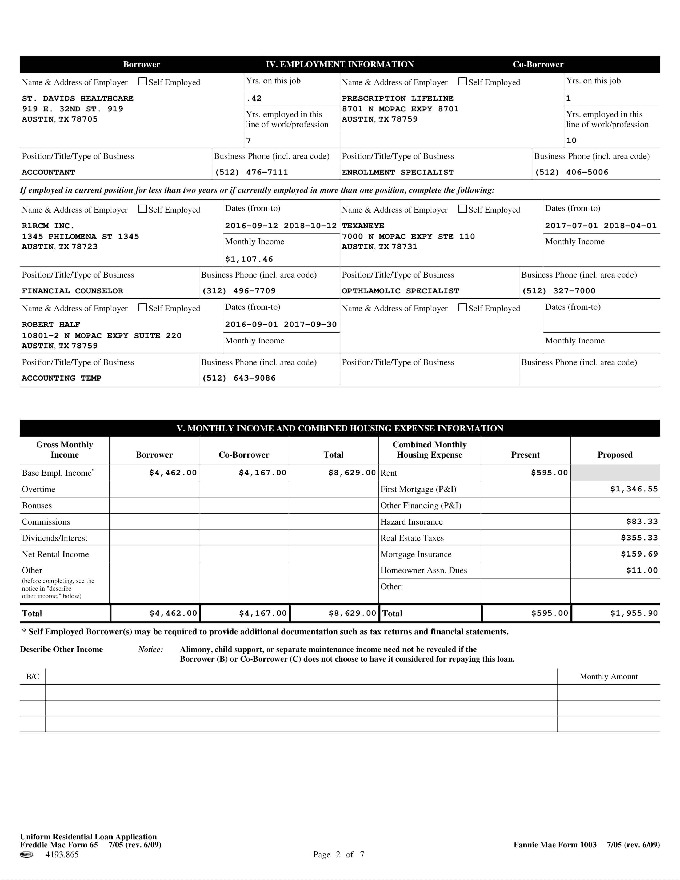 Borrower IV. EMPLOYMENT INFORMATION Co-Borrower
Name & Address of Employer Self Employed Yrs. on this job Name & Address of Employer Self Employed Yrs. on this job
ST. DAVIDS HEALTHCARE .42 PRESCRIPTION LIFELINE 1
919 E. 32ND ST. 919 8701 N MOPAC EXPY 8701
AUSTIN, TX 78705 Yrs. employed in this AUSTIN, TX 78759 Yrs. employed in this
line of work/profession line of work/profession
7 10
Position/Title/Type of Business Business Phone (incl. area code) Position/Title/Type of Business Business Phone (incl. area code)
ACCOUNTANT (512) 476-7111 ENROLLMENT SPECIALIST (512) 406-5006
If employed in current position for less than two years or if currently employed in more than one position, complete the following:
Name & Address of Employer Self Employed Dates (from-to) Name & Address of Employer Self Employed Dates (from-to)
R1RCM INC. 2016-09-12 2018-10-12 TEXANEYE 2017-07-01 2018-04-01
1345 PHILOMENA ST 1345 7000 N MOPAC EXPY STE 110
AUSTIN, TX 78723 Monthly Income AUSTIN, TX 78731 Monthly Income
$1,107.46
Position/Title/Type of Business Business Phone (incl. area code) Position/Title/Type of Business Business Phone (incl. area code)
FINANCIAL COUNSELOR (312) 496-7709 OPTHLAMOLIC SPECIALIST (512) 327-7000
Name & Address of Employer Self Employed Dates (from-to) Name & Address of Employer Self Employed Dates (from-to)
ROBERT HALF 2016-09-01 2017-09-30
10801-2 N MOPAC EXPY SUITE 220
AUSTIN, TX 78759 Monthly Income Monthly Income
Position/Title/Type of Business Business Phone (incl. area code) Position/Title/Type of Business Business Phone (incl. area code)
ACCOUNTING TEMP (512) 643-9086
V. MONTHLY INCOME AND COMBINED HOUSING EXPENSE INFORMATION
Gross Monthly Combined Monthly
Income Borrower Co-Borrower Total Housing Expense Present Proposed
Base Empl. Income* $4,462.00 $4,167.00 $8,629.00 Rent $595.00
Overtime First Mortgage (P&I) $1,346.55
Bonuses Other Financing (P&I)
Commissions Hazard Insurance $83.33
Dividends/Interest Real Estate Taxes $355.33
Net Rental Income Mortgage Insurance $159.69
Other Homeowner Assn. Dues $11.00
(before completing, see the
notice in "describe Other:
other income," below)
Total $4,462.00 $4,167.00 $8,629.00 Total $595.00 $1,955.90
* Self Employed Borrower(s) may be required to provide additional documentation such as tax returns and financial statements.
Describe Other Income Notice: Alimony, child support, or separate maintenance income need not be revealed if the
Borrower (B) or Co-Borrower (C) does not choose to have it considered for repaying this loan.
B/C Monthly Amount
Uniform Residential Loan Application
Freddie Mac Form 65 7/05 (rev. 6/09) Fannie Mae Form 1003 7/05 (rev. 6/09)
4193.865 Page 2 of 7